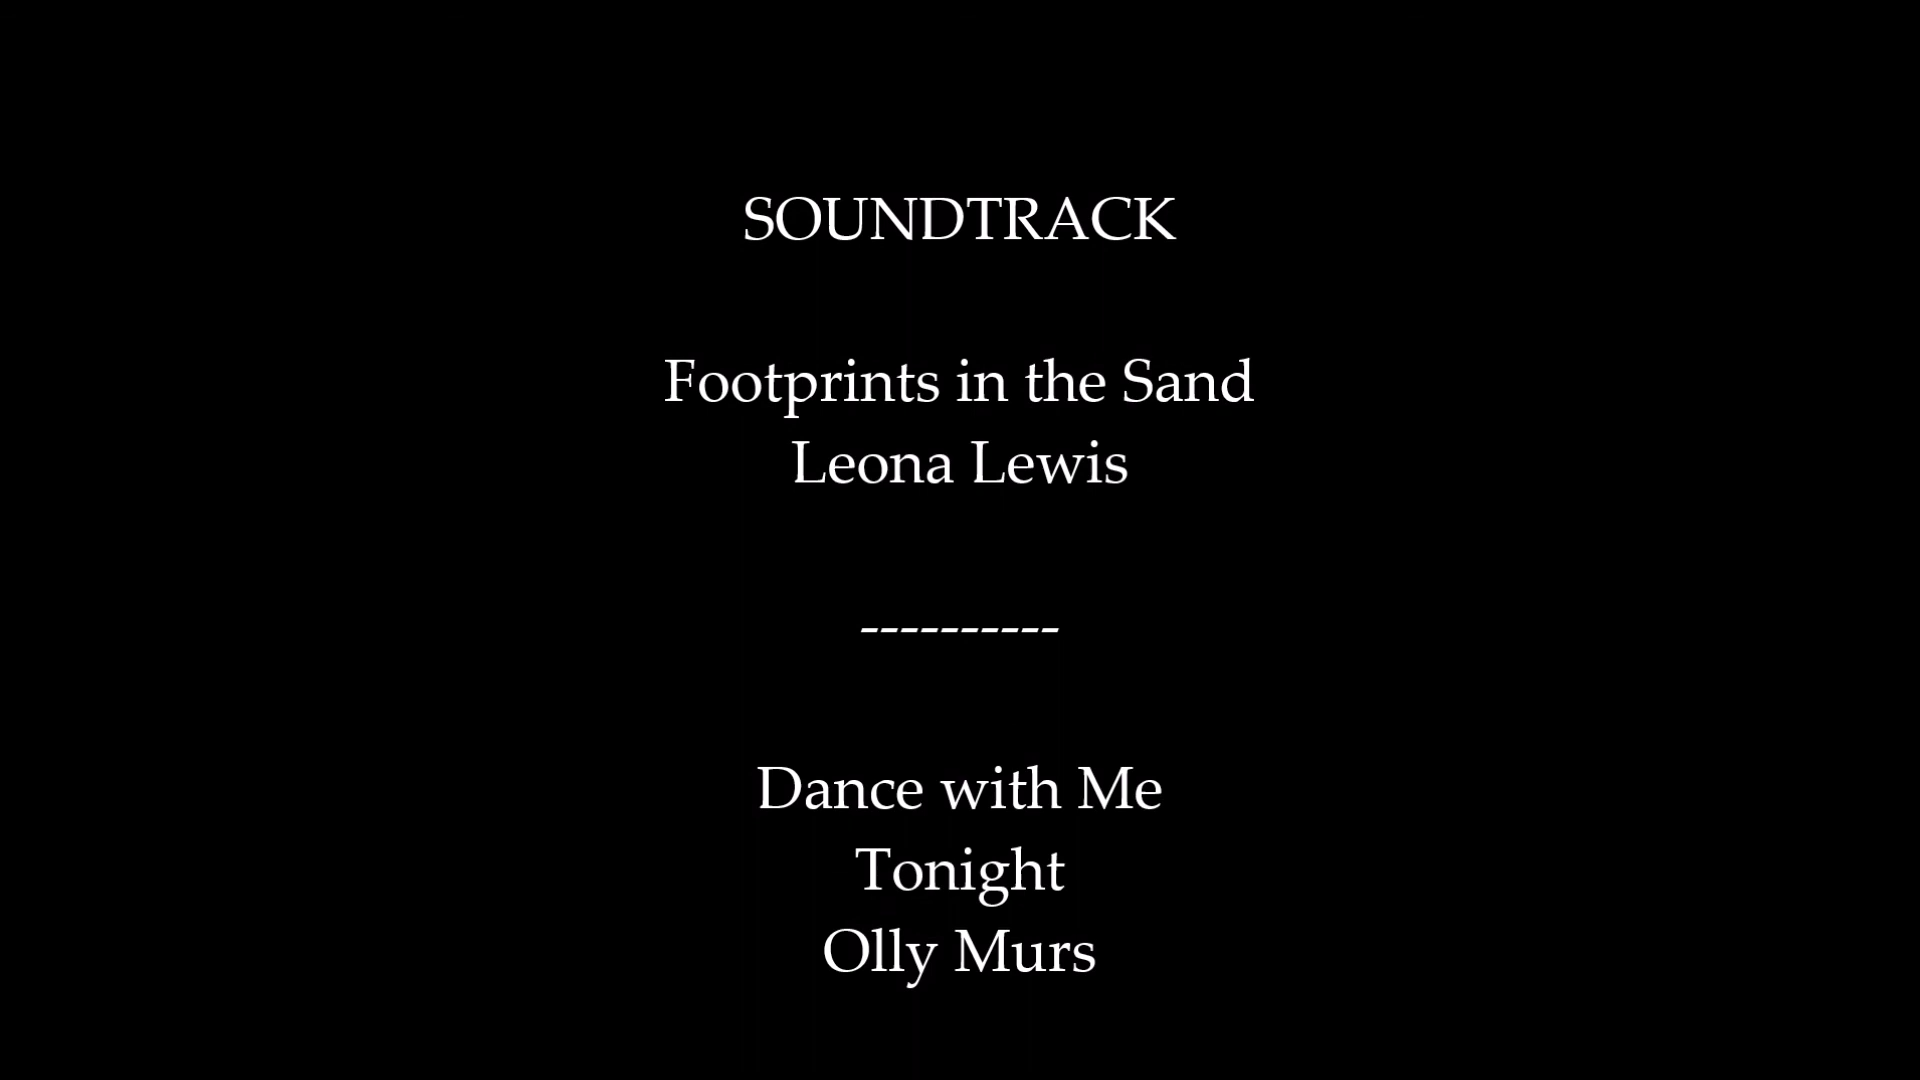 SOUNDTRACK
Footprints in the Sand
Leona Lewis
----------
Dance with Me
Tonight
Olly Murs